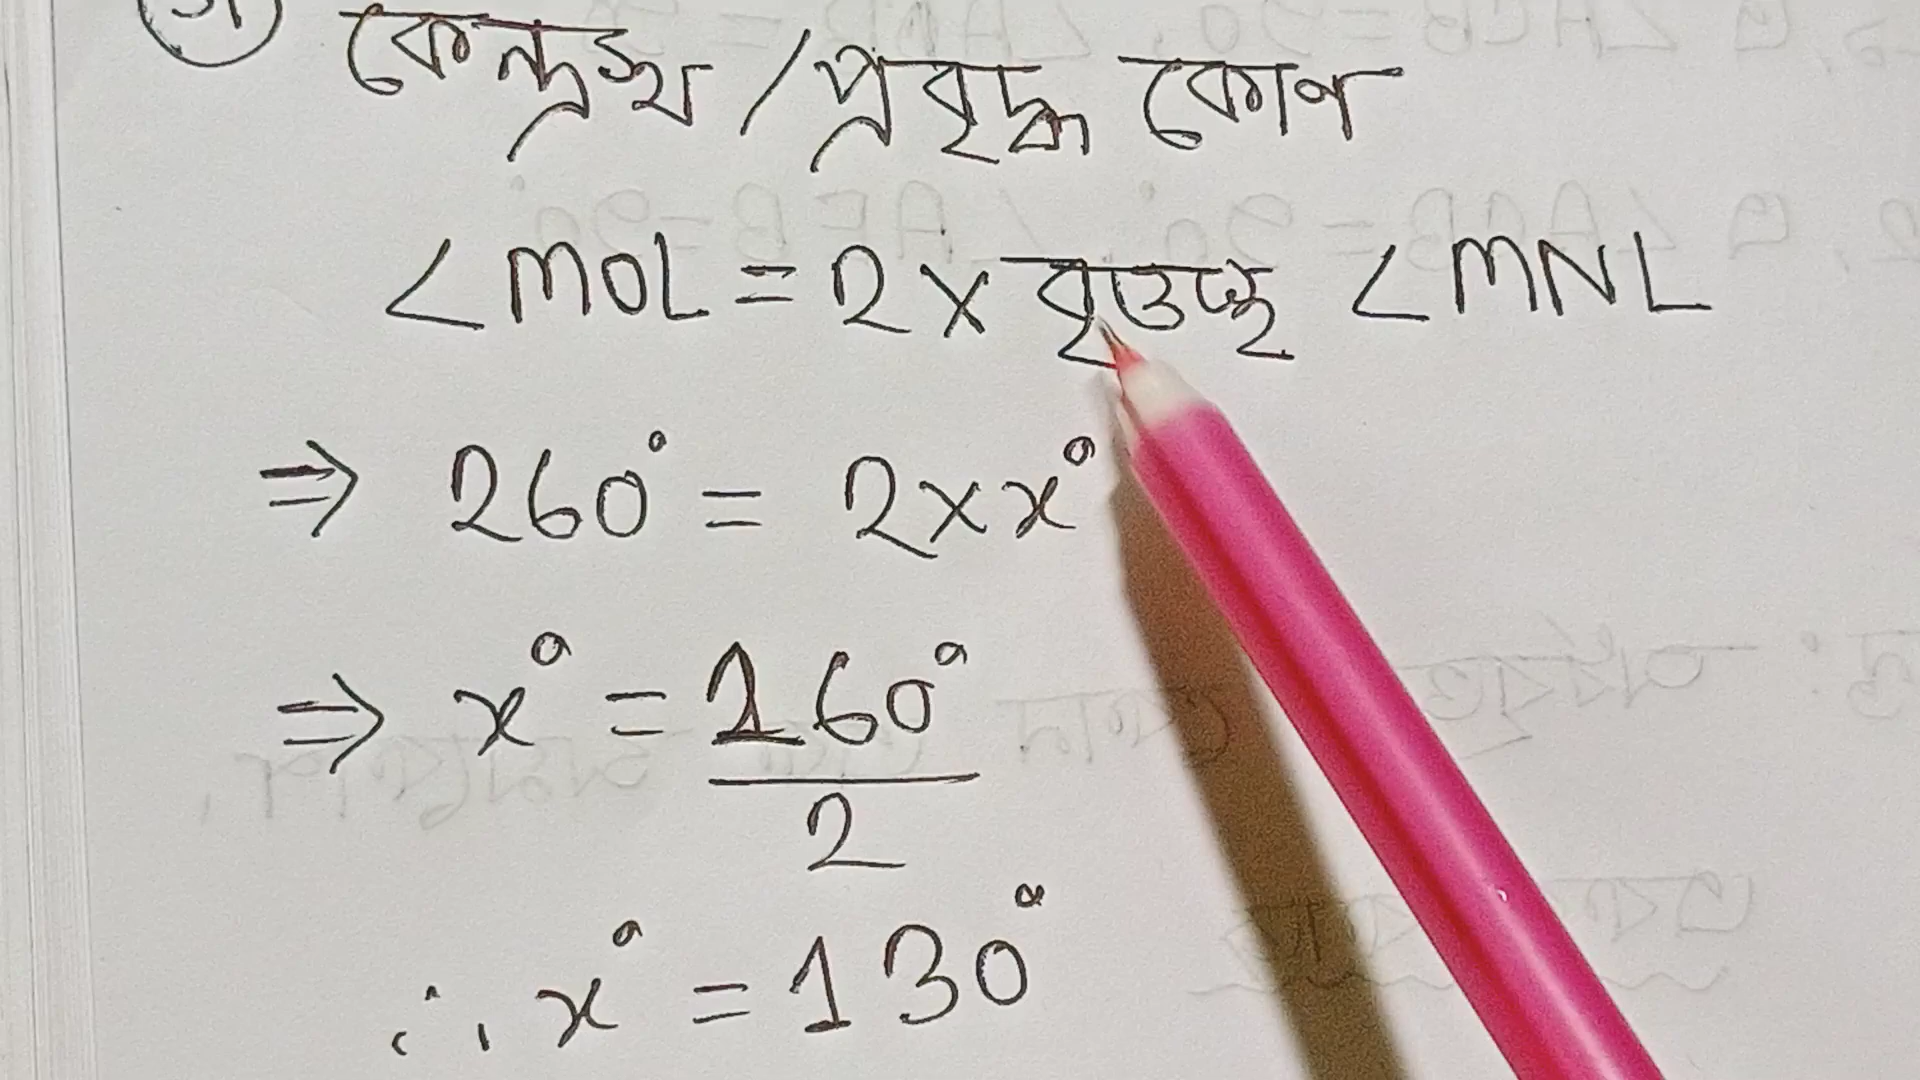 কেন্দ্রস্থ / প্রবৃদ্ধ কোণ
∠MOL = 2 × বৃত্তস্থ ∠MNL
⇒ 260° = 2 × x°
⇒ x° = 260°
2
∴ x° = 130°